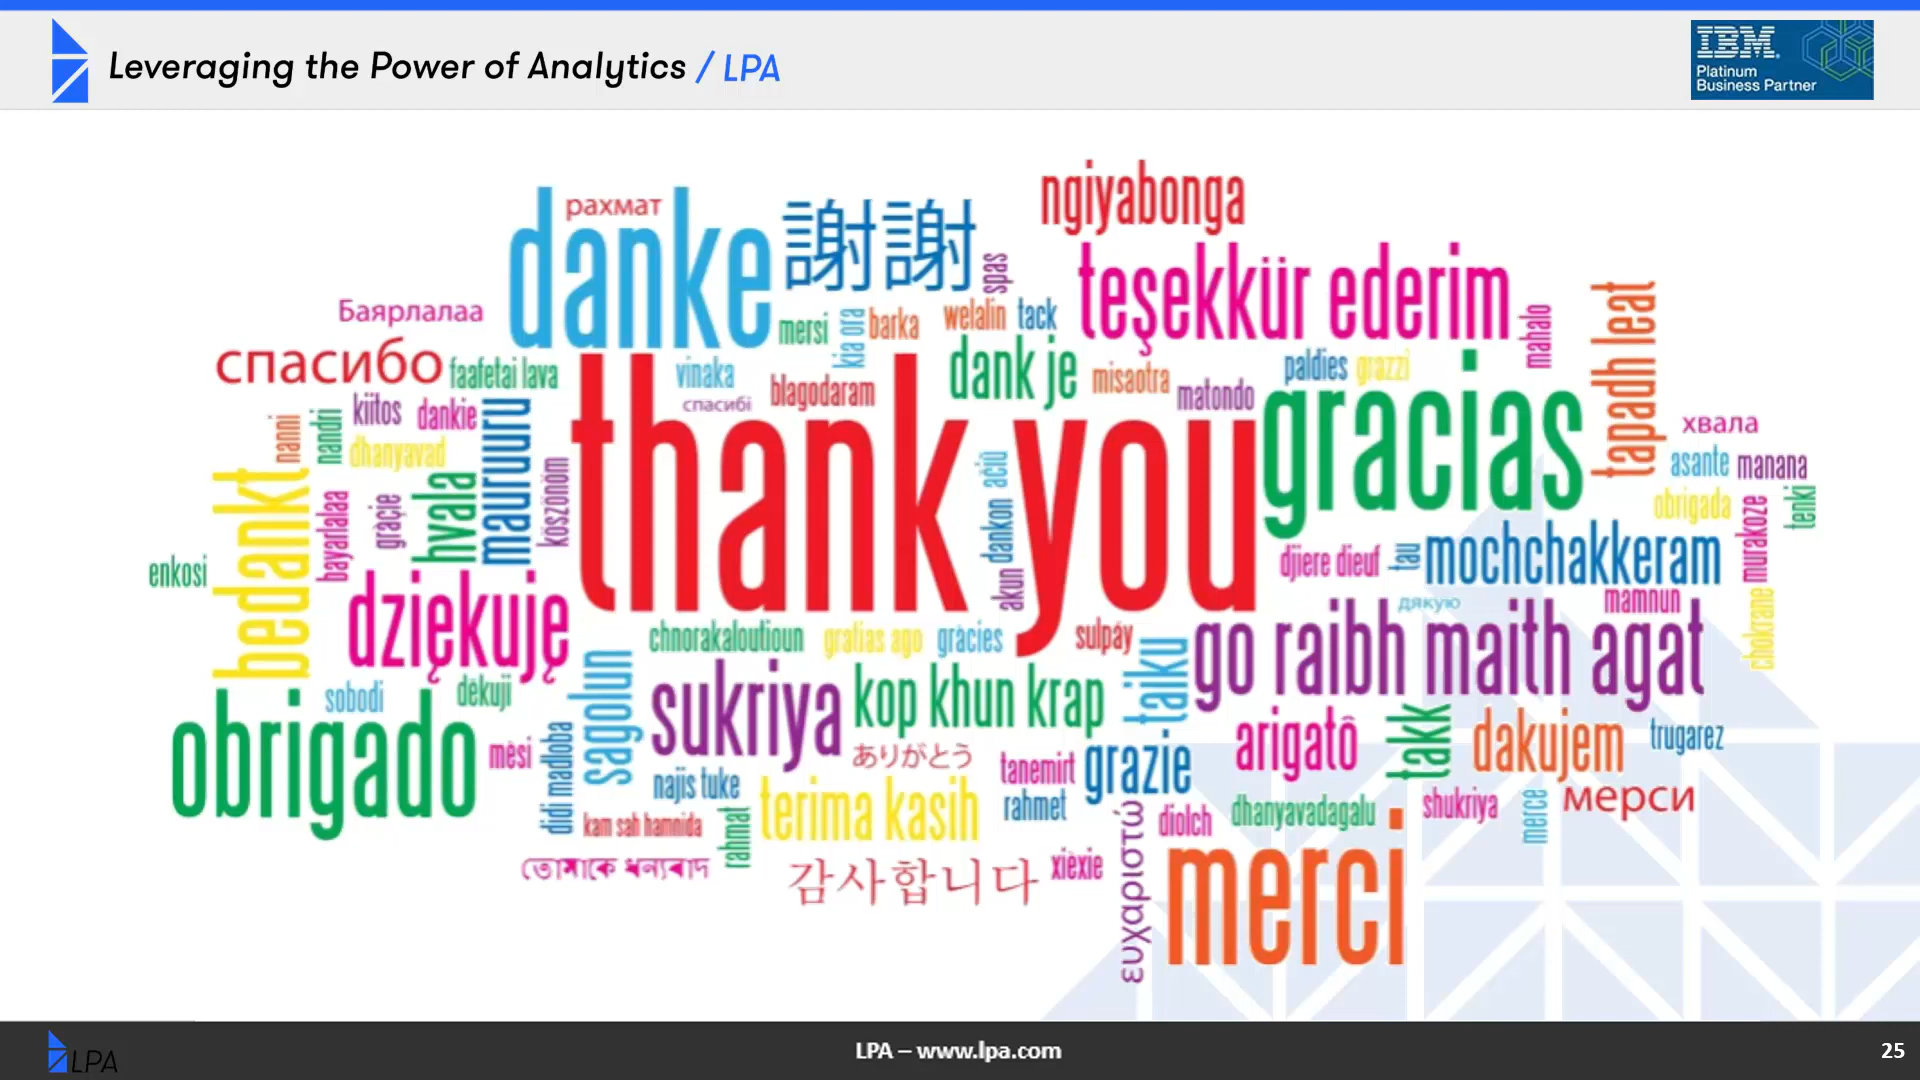 Leveraging the Power of Analytics / LPA
IBM
Platinum
Business Partner
ngiyabonga
рахмат
danke
謝謝
spas
teşekkür ederim
Баярлалаа
mersi
kia ora
barka
welalin
tack
mahalo
tapadh leat
спасибо
faafetai lava
vinaka
спасибі
blagodaram
dank je
misaotra
matondo
paldies
grazzi
gracias
хвала
asante
manana
obrigada
tenki
murakoze
nanni
nandri
kiitos
dankie
dhanyavad
mauruuru
köszönöm
thank you
dankon
ačiū
akun
bedankt
bayarlalaa
gràçie
hvala
enkosi
dziękuję
djiere dieuf
tau
mochchakkeram
дякую
mamnun
chokrane
chnorakaloutioun
gratias ago
gràcies
sulpáy
go raibh maith agat
sobodi
dekuji
sagolun
sukriya
kop khun krap
taiku
obrigado
mèsi
didi madloba
najis tuke
ありがとう
tanemirt
grazie
arigatô
takk
dakujem
trugarez
kam sah hamnida
rahmat
terima kasih
rahmet
diolch
dhanyavadagalu
shukriya
merce
мерси
তোমাকে ধন্যবাদ
감사합니다
xièxie
ευχαριστώ
merci
LPA
LPA – www.lpa.com
25